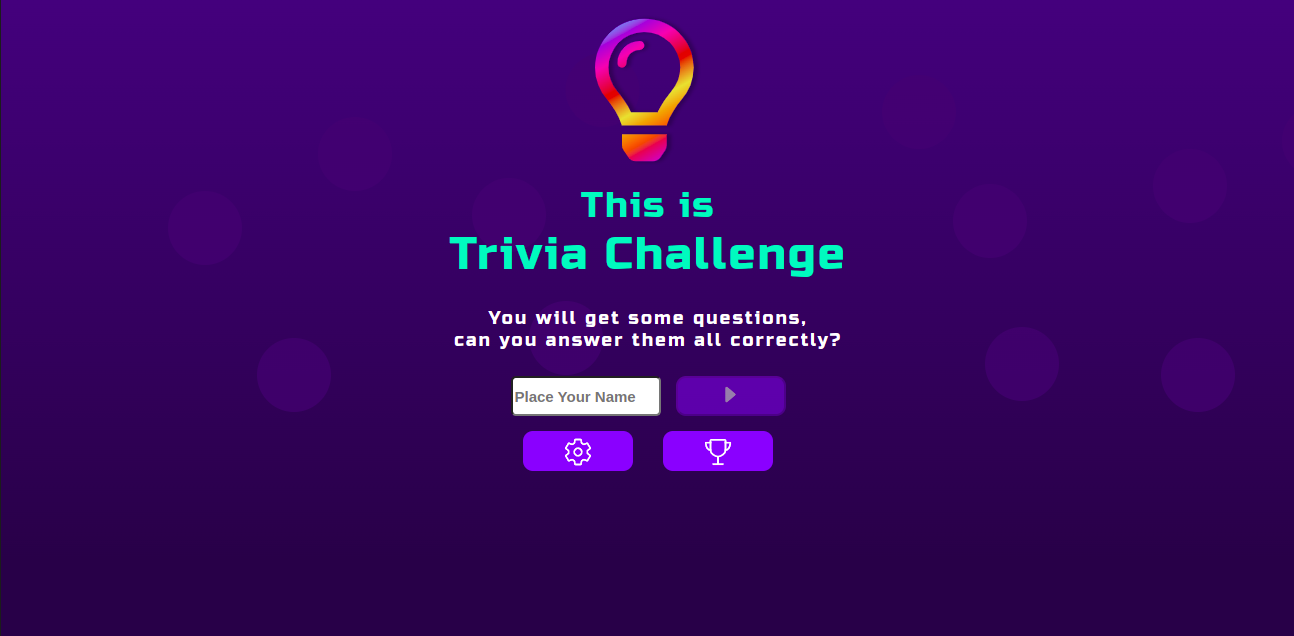 This is
Trivia Challenge
You will get some questions,
can you answer them all correctly?
Place Your Name